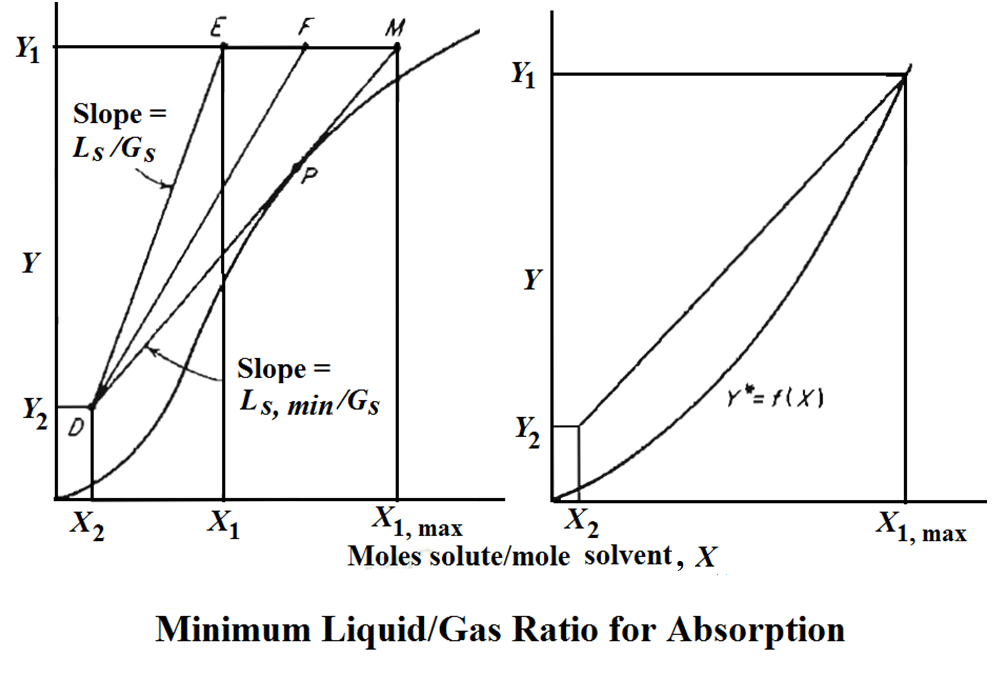 E F M
Y1
Slope =
Ls/Gs
P
Y
Slope =
Ls, min/Gs
Y2
D
X2 X1 X1, max
Y1
Y
Y*= f(X)
Y2
X2 X1, max
Moles solute/mole solvent, X
Minimum Liquid/Gas Ratio for Absorption